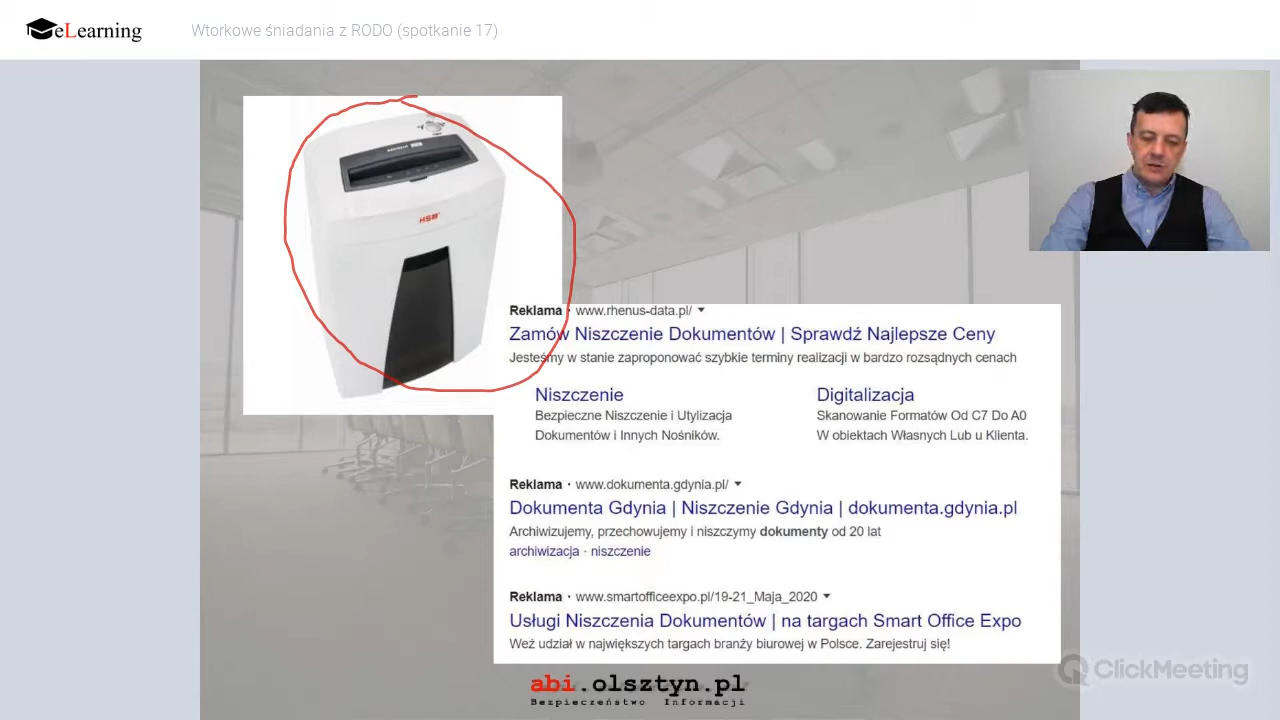 eLearning
Wtorkowe śniadania z RODO (spotkanie 17)
HSM
Reklama · www.rhenus-data.pl/
Zamów Niszczenie Dokumentów | Sprawdź Najlepsze Ceny
Jesteśmy w stanie zaproponować szybkie terminy realizacji w bardzo rozsądnych cenach
Niszczenie
Bezpieczne Niszczenie i Utylizacja
Dokumentów i Innych Nośników.
Digitalizacja
Skanowanie Formatów Od C7 Do A0
W obiektach Własnych Lub u Klienta.
Reklama · www.dokumenta.gdynia.pl/
Dokumenta Gdynia | Niszczenie Gdynia | dokumenta.gdynia.pl
Archiwizujemy, przechowujemy i niszczymy dokumenty od 20 lat
archiwizacja · niszczenie
Reklama · www.smartofficeexpo.pl/19-21_Maja_2020
Usługi Niszczenia Dokumentów | na targach Smart Office Expo
Weź udział w największych targach branży biurowej w Polsce. Zarejestruj się!
abi.olsztyn.pl
Bezpieczeństwo Informacji
ClickMeeting